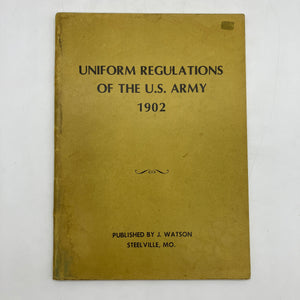 UNIFORM REGULATIONS
OF THE U.S. ARMY
1902
PUBLISHED BY J. WATSON
STEELVILLE, MO.